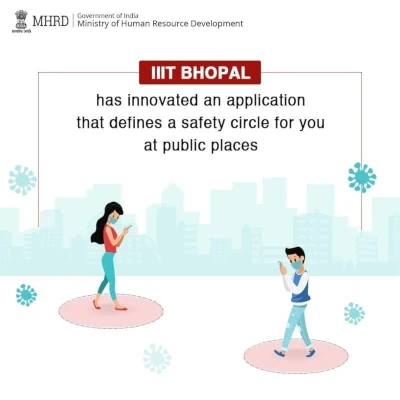 MHRD
Government of India
Ministry of Human Resource Development
IIIT BHOPAL
has innovated an application
that defines a safety circle for you
at public places